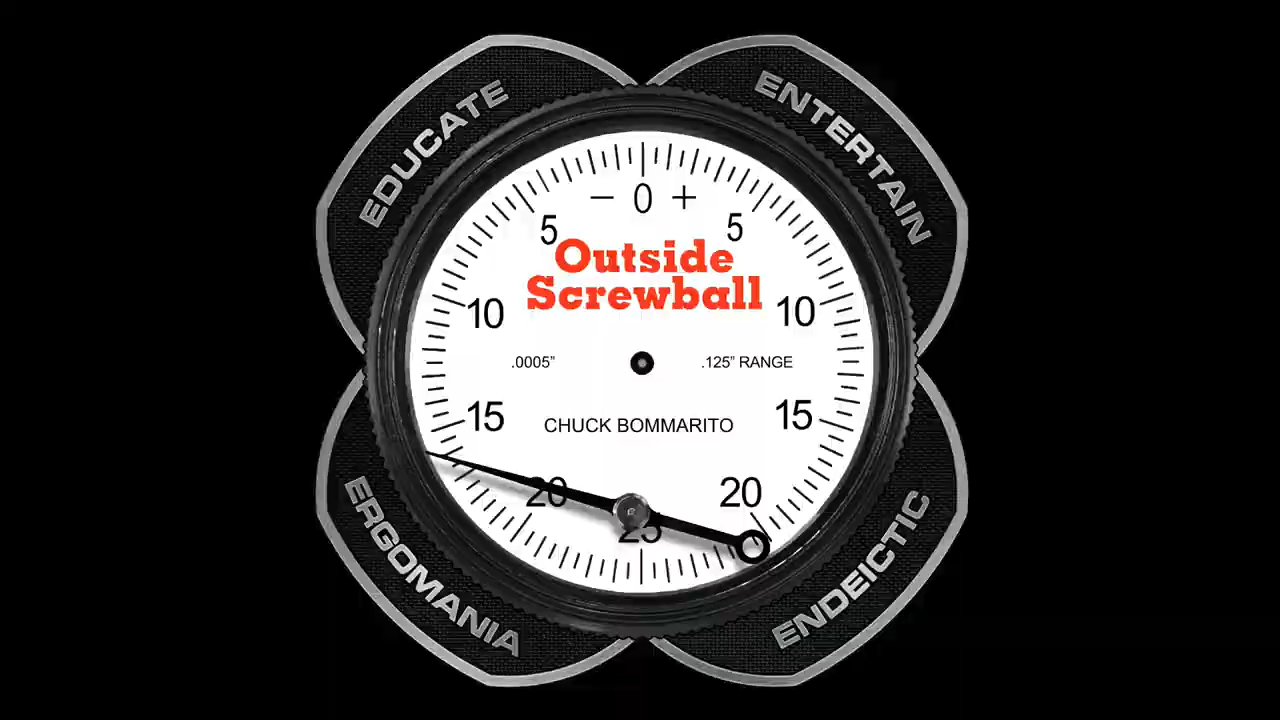 EDUCATE
ENTERTAIN
− 0 +
5 5
Outside
Screwball
10 10
.0005” .125” RANGE
15 15
CHUCK BOMMARITO
20 20
25
ERGOMANIA
ENDEICTIC